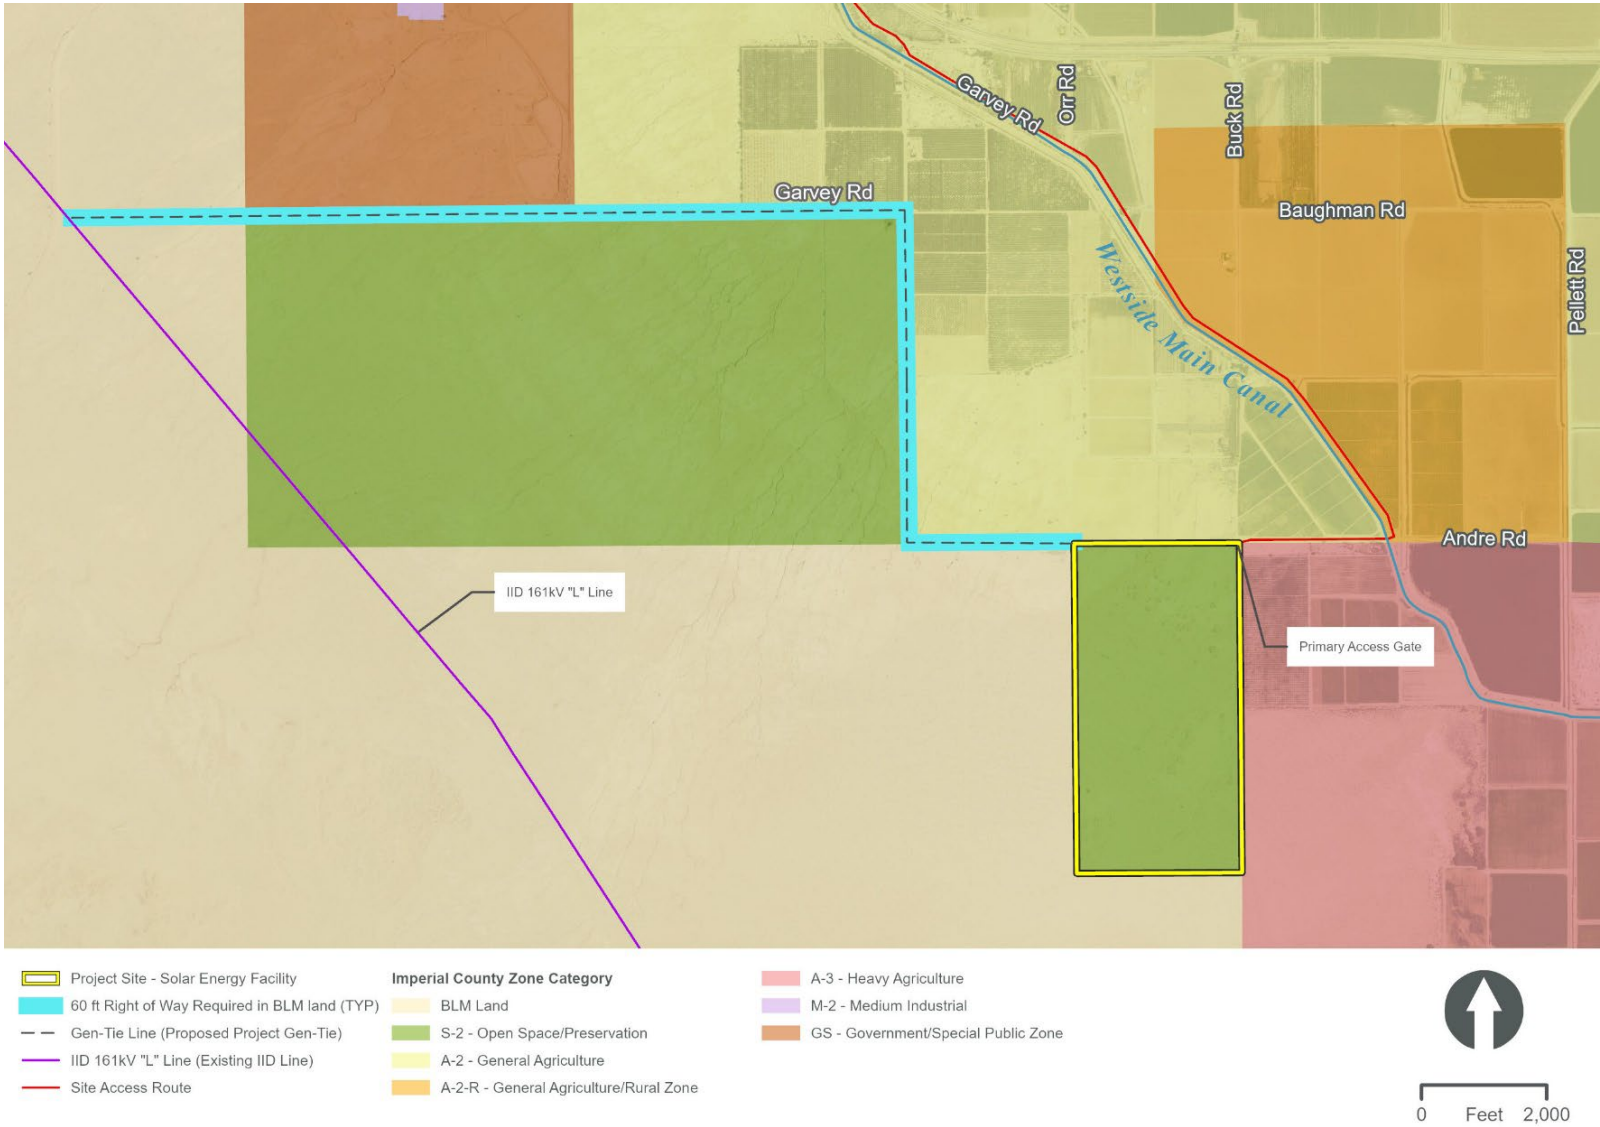 Garvey Rd
Orr Rd
Buck Rd
Garvey Rd
Baughman Rd
Pellett Rd
Westside Main Canal
Andre Rd
IID 161kV "L" Line
Primary Access Gate
Project Site - Solar Energy Facility
60 ft Right of Way Required in BLM land (TYP)
Gen-Tie Line (Proposed Project Gen-Tie)
IID 161kV "L" Line (Existing IID Line)
Site Access Route
Imperial County Zone Category
BLM Land
S-2 - Open Space/Preservation
A-2 - General Agriculture
A-2-R - General Agriculture/Rural Zone
A-3 - Heavy Agriculture
M-2 - Medium Industrial
GS - Government/Special Public Zone
0 Feet 2,000